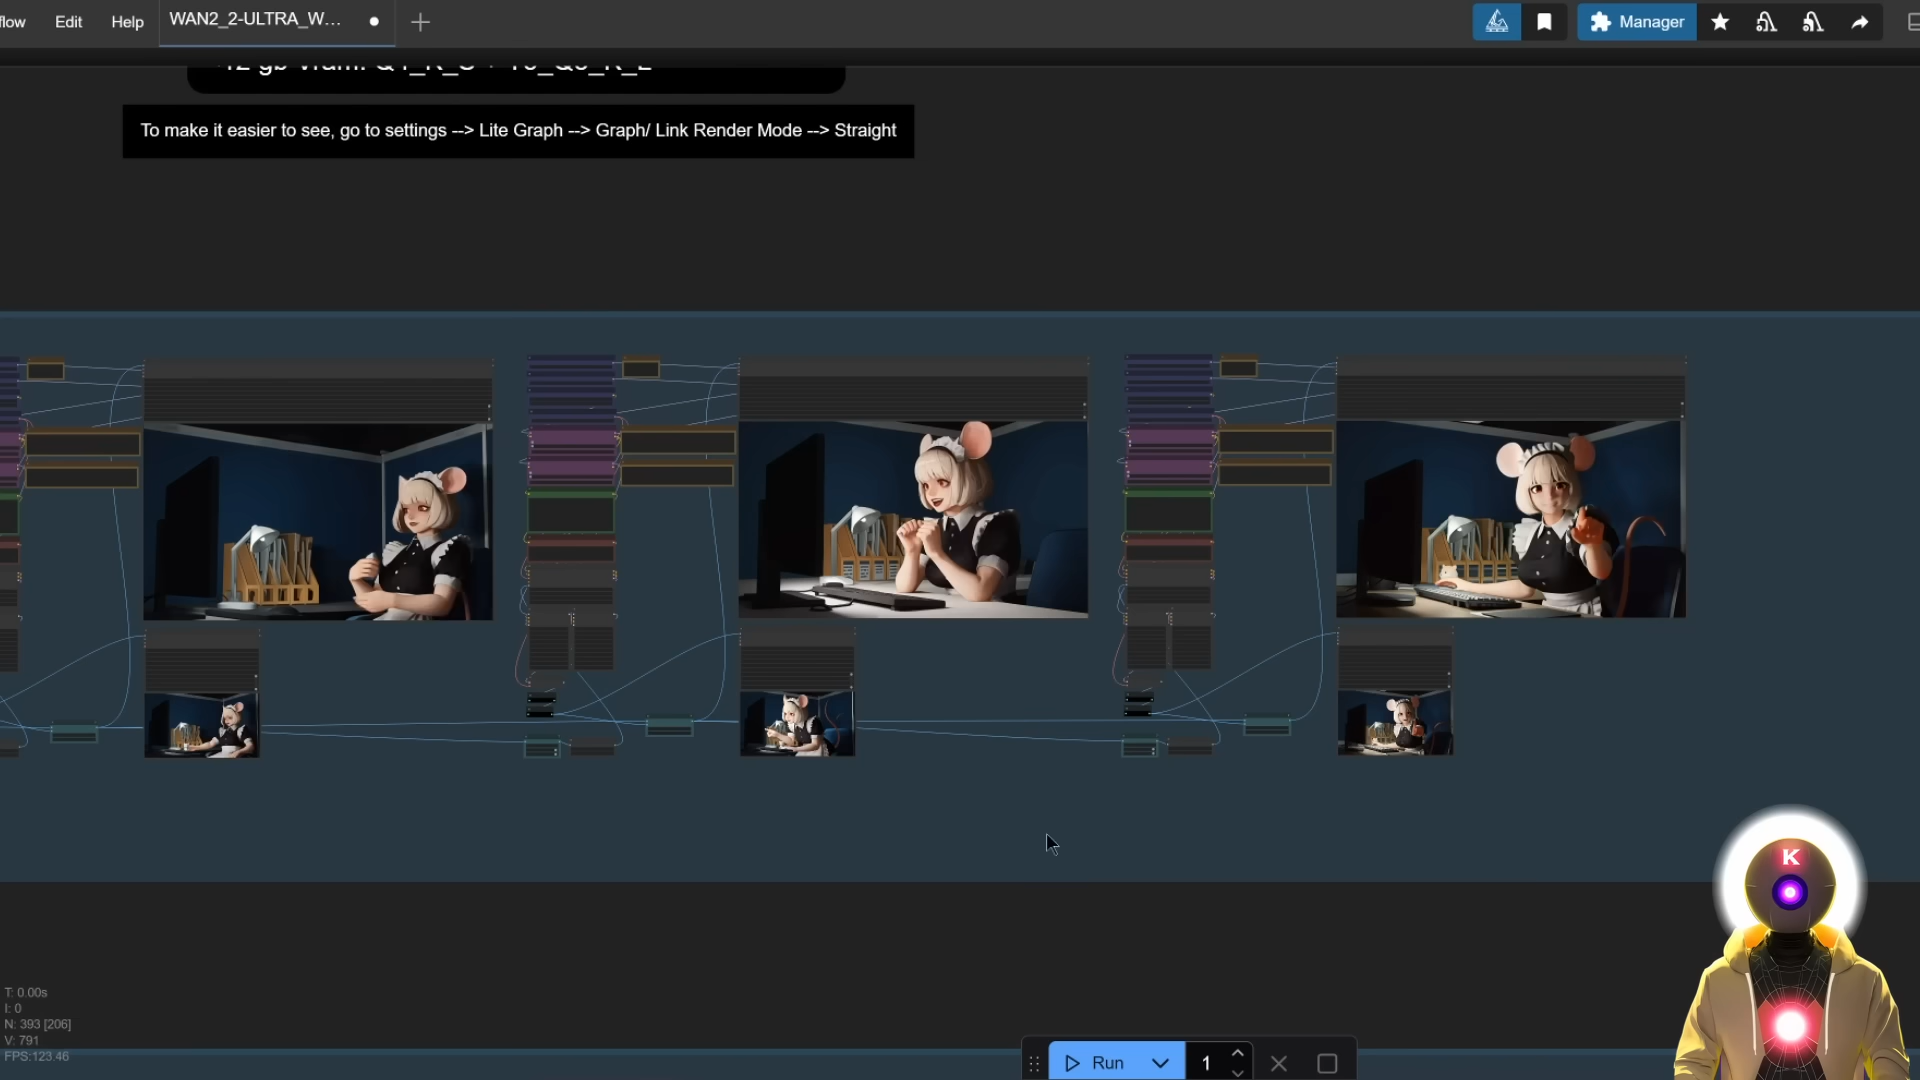 flow Edit Help WAN2_2-ULTRA_W...
Manager
To make it easier to see, go to settings --> Lite Graph --> Graph/ Link Render Mode --> Straight
K
T: 0.00s
I: 0
N: 393 [206]
V: 791
FPS:123.46
Run 1